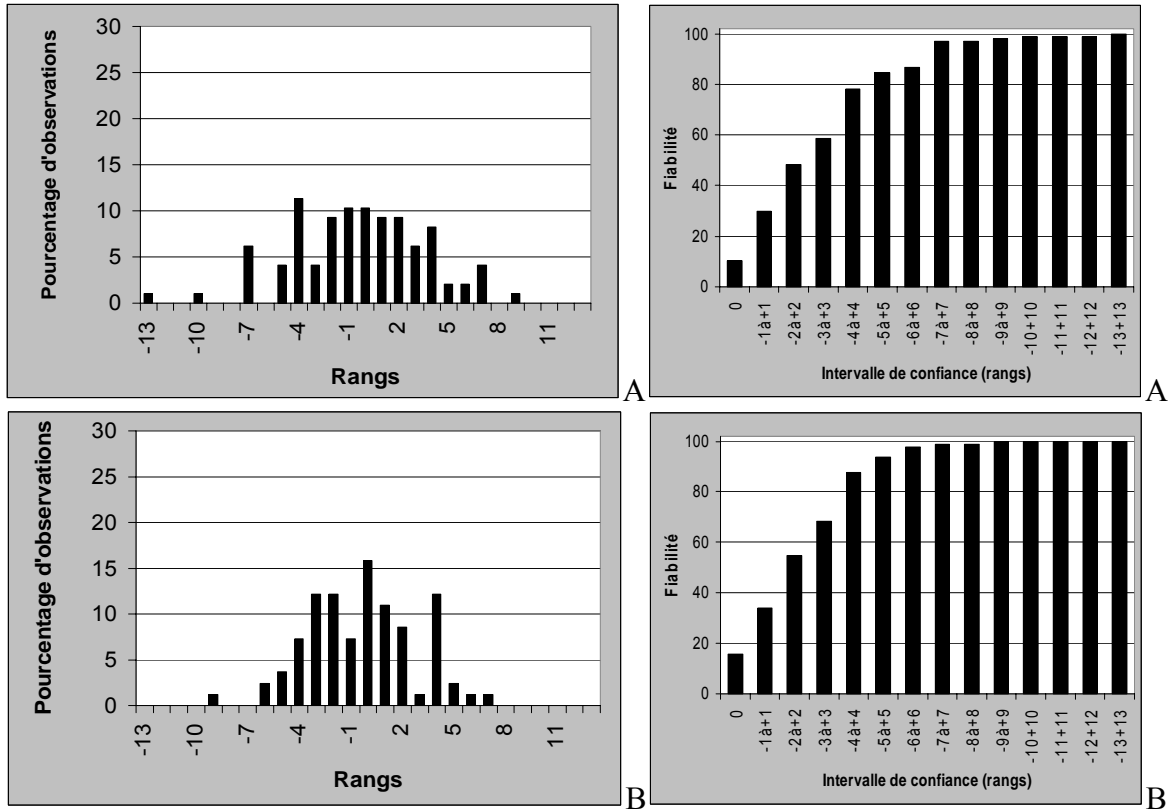 Pourcentage d'observations
30
25
20
15
10
5
0
-13
-10
-7
-4
-1
2
5
8
11
Rangs
A
Fiabilité
100
80
60
40
20
0
0
-1à+1
-2à+2
-3à+3
-4à+4
-5à+5
-6à+6
-7à+7
-8à+8
-9à+9
-10+10
-11+11
-12+12
-13+13
Intervalle de confiance (rangs)
A
Pourcentage d'observations
30
25
20
15
10
5
0
-13
-10
-7
-4
-1
2
5
8
11
Rangs
B
Fiabilité
100
80
60
40
20
0
0
-1à+1
-2à+2
-3à+3
-4à+4
-5à+5
-6à+6
-7à+7
-8à+8
-9à+9
-10+10
-11+11
-12+12
-13+13
Intervalle de confiance (rangs)
B